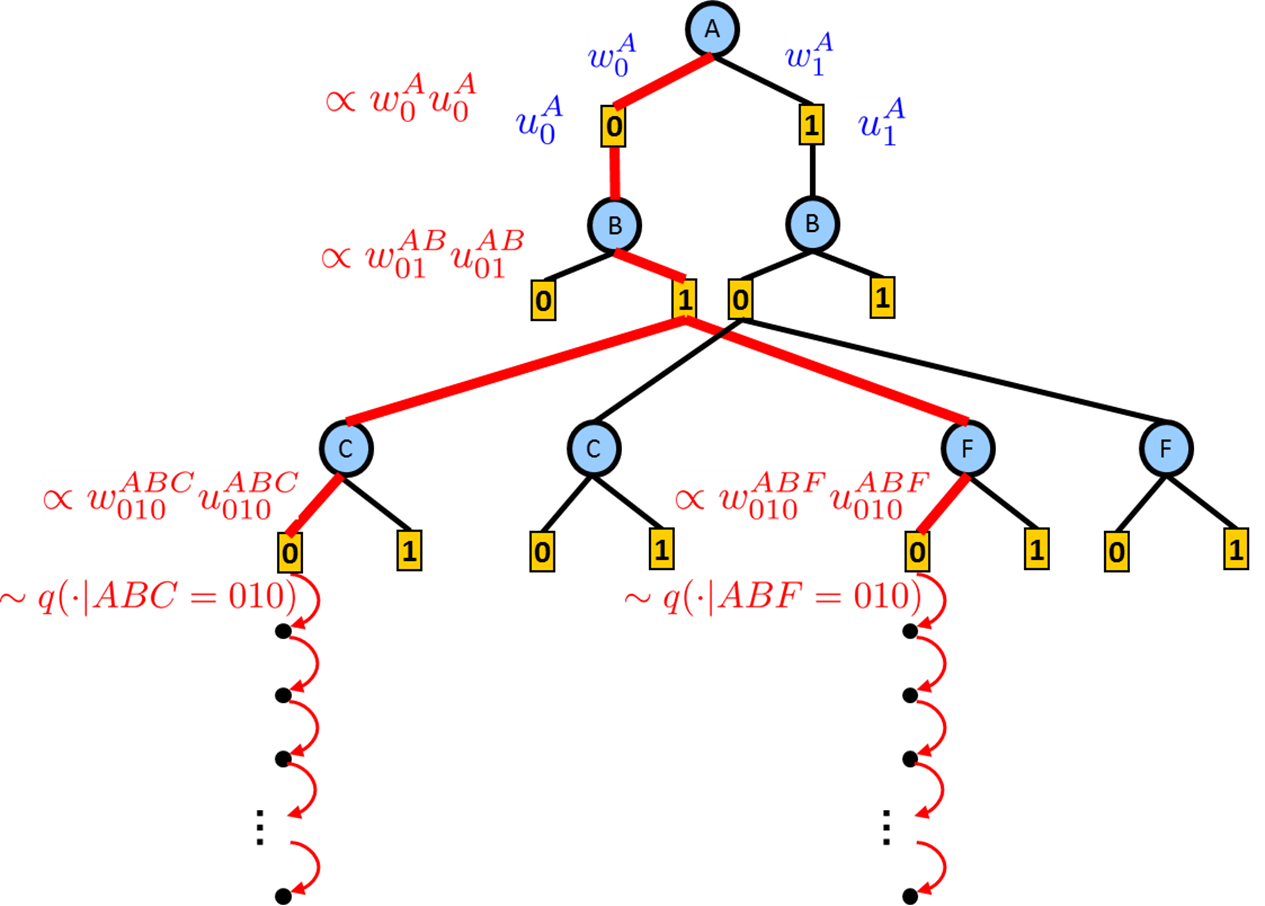 A
w_0^A w_1^A
∝ w_0^A u_0^A u_0^A 0 1 u_1^A
B B
∝ w_{01}^{AB} u_{01}^{AB}
0 1 0 1
C C F F
∝ w_{010}^{ABC} u_{010}^{ABC} ∝ w_{010}^{ABF} u_{010}^{ABF}
0 1 0 1 0 1 0 1
∼ q(·|ABC = 010) ∼ q(·|ABF = 010)
⋮ ⋮